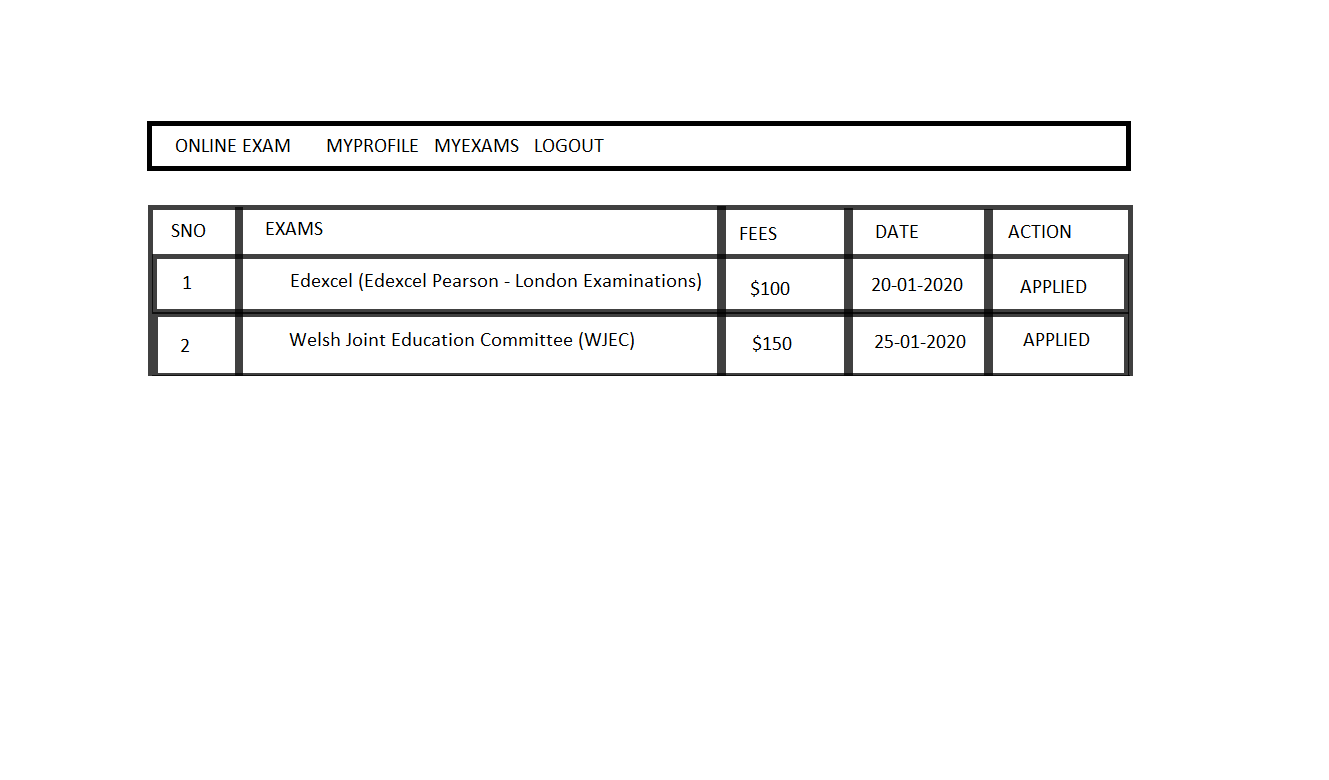 ONLINE EXAM MYPROFILE MYEXAMS LOGOUT
SNO EXAMS FEES DATE ACTION
1 Edexcel (Edexcel Pearson - London Examinations) $100 20-01-2020 APPLIED
2 Welsh Joint Education Committee (WJEC) $150 25-01-2020 APPLIED